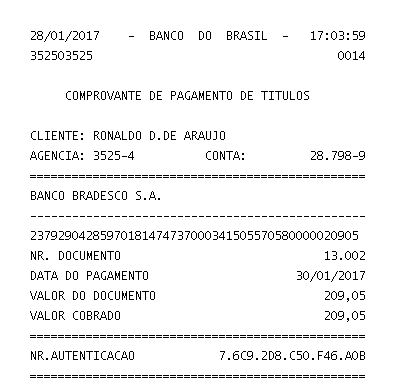 28/01/2017 - BANCO DO BRASIL - 17:03:59
352503525 0014
COMPROVANTE DE PAGAMENTO DE TITULOS
CLIENTE: RONALDO D.DE ARAUJO
AGENCIA: 3525-4 CONTA: 28.798-9
================================================
BANCO BRADESCO S.A.
------------------------------------------------
23792904285970181474737000341505570580000020905
NR. DOCUMENTO 13.002
DATA DO PAGAMENTO 30/01/2017
VALOR DO DOCUMENTO 209,05
VALOR COBRADO 209,05
================================================
NR.AUTENTICACAO 7.6C9.2D8.C50.F46.A0B
================================================